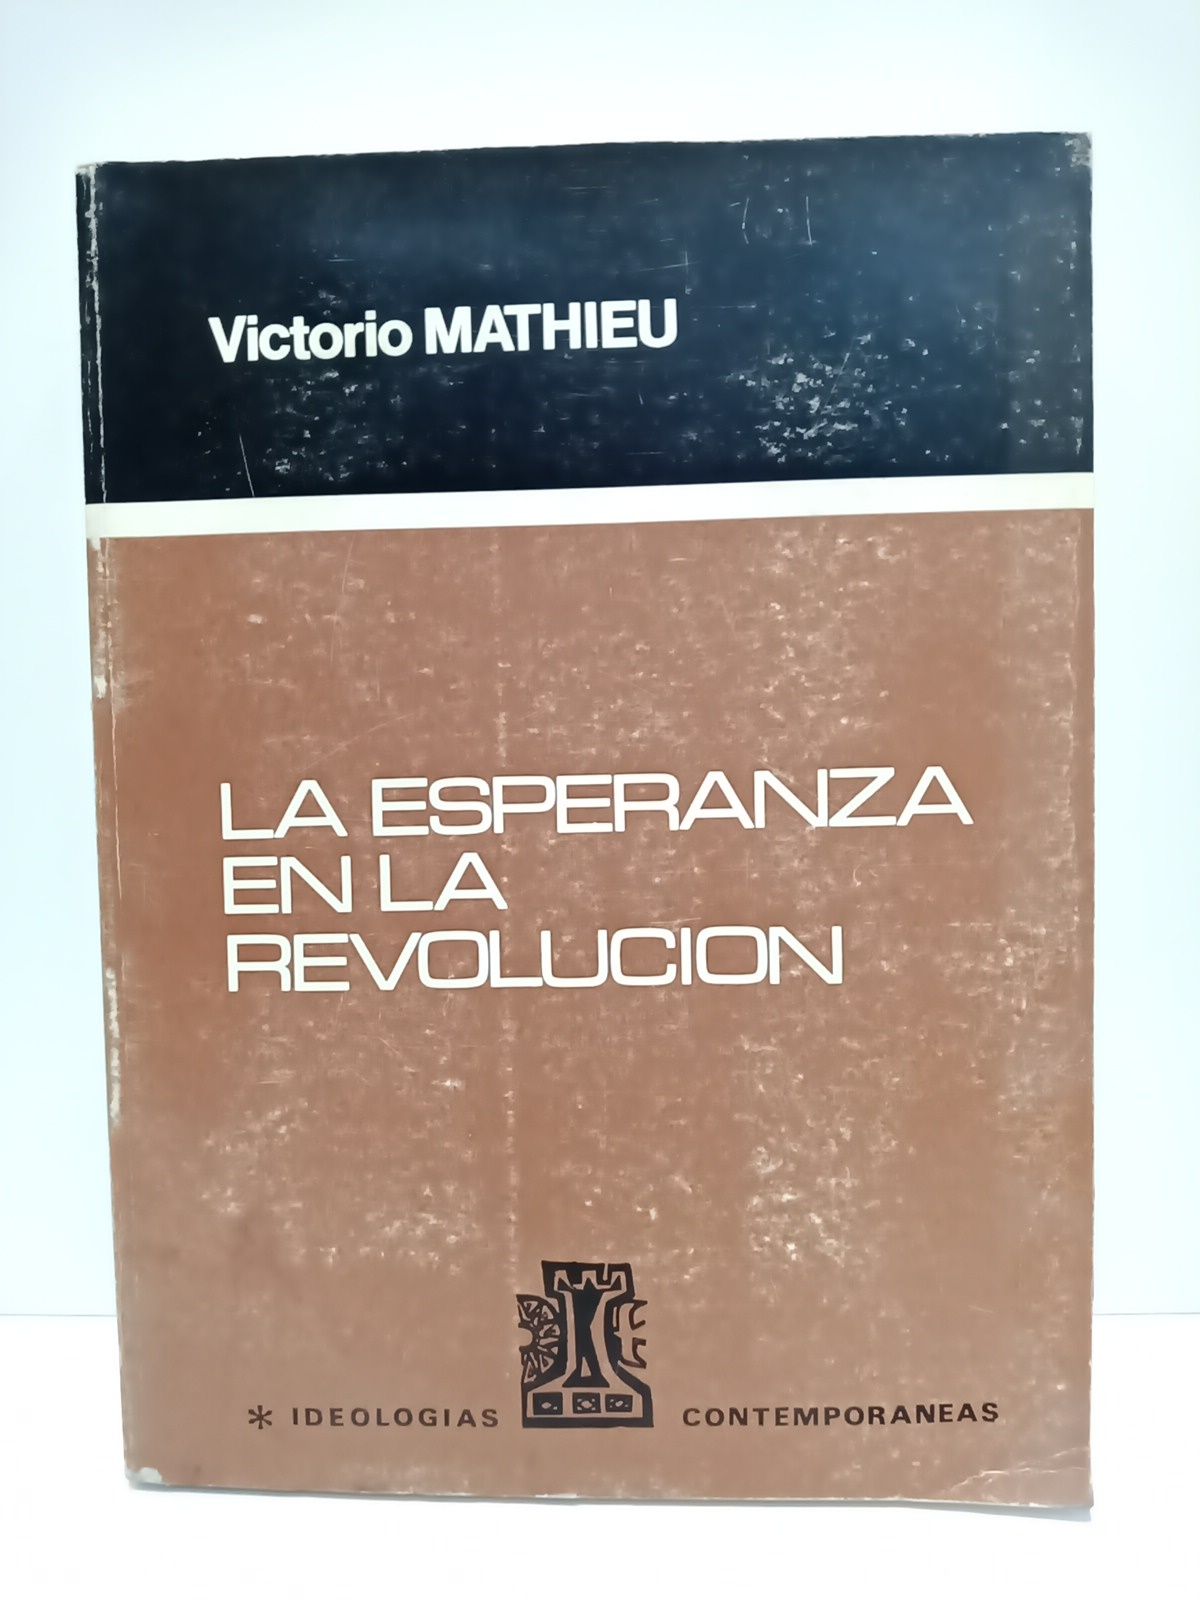 Victorio MATHIEU
LA ESPERANZA
EN LA
REVOLUCION
* IDEOLOGIAS CONTEMPORANEAS